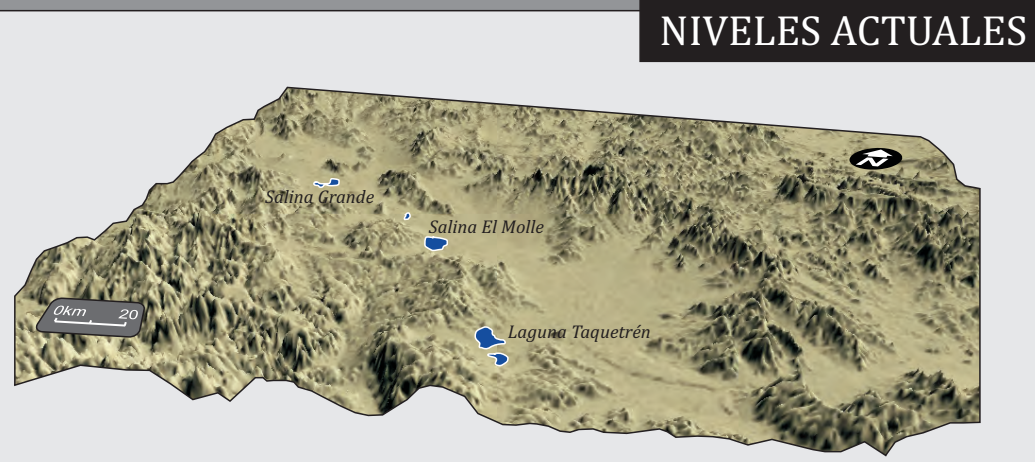 NIVELES ACTUALES
N
Salina Grande
Salina El Molle
0km 20
Laguna Taquetrén